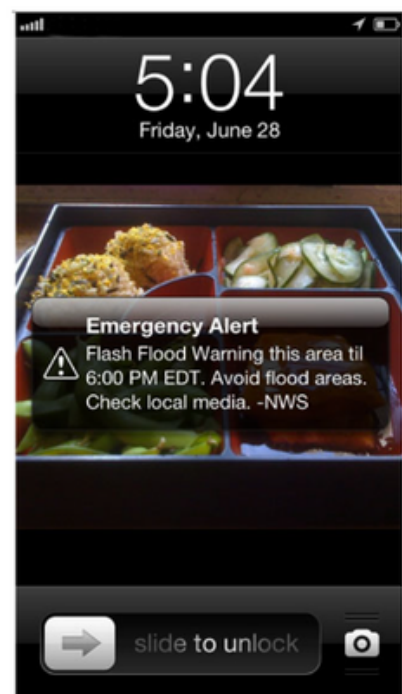 5:04
Friday, June 28
Emergency Alert
Flash Flood Warning this area til
6:00 PM EDT. Avoid flood areas.
Check local media. -NWS
slide to unlock